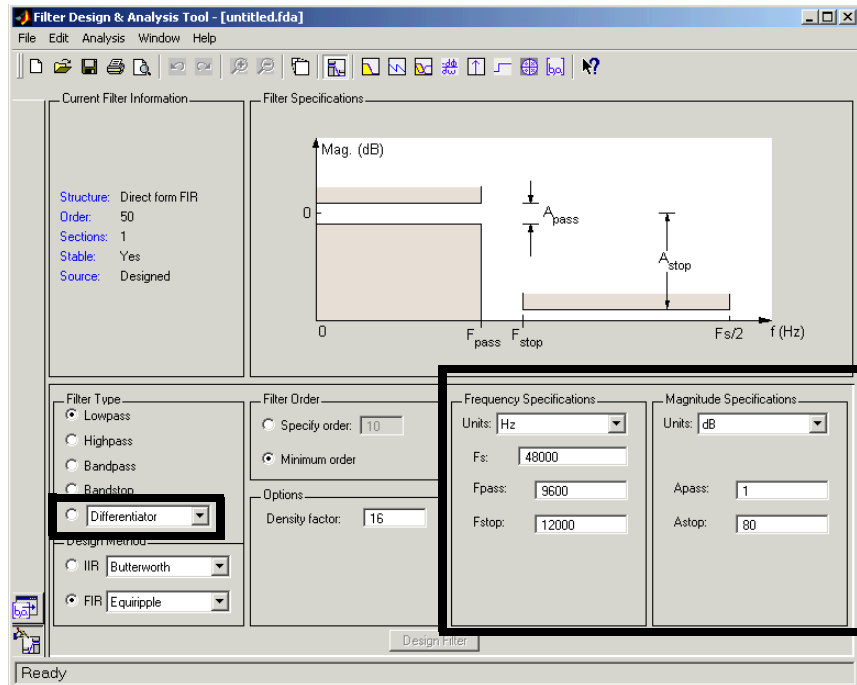 Filter Design & Analysis Tool - [untitled.fda]
File Edit Analysis Window Help
Current Filter Information
Structure: Direct form FIR
Order: 50
Sections: 1
Stable: Yes
Source: Designed
Filter Specifications
Mag. (dB)
0
Apass
Astop
0
Fpass
Fstop
Fs/2
f (Hz)
Filter Type
Lowpass
Highpass
Bandpass
Bandstop
Differentiator
Design Method
IIR Butterworth
FIR Equiripple
Filter Order
Specify order: 10
Minimum order
Options
Density factor: 16
Frequency Specifications
Units: Hz
Fs: 48000
Fpass: 9600
Fstop: 12000
Magnitude Specifications
Units: dB
Apass: 1
Astop: 80
Design Filter
Ready